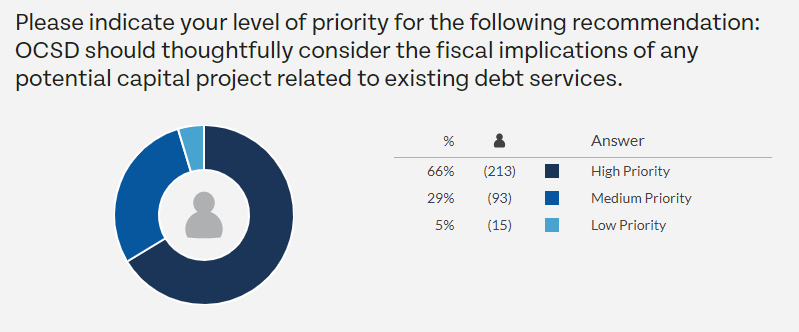 Please indicate your level of priority for the following recommendation:
OCSD should thoughtfully consider the fiscal implications of any
potential capital project related to existing debt services.
% Answer
66% (213) High Priority
29% (93) Medium Priority
5% (15) Low Priority